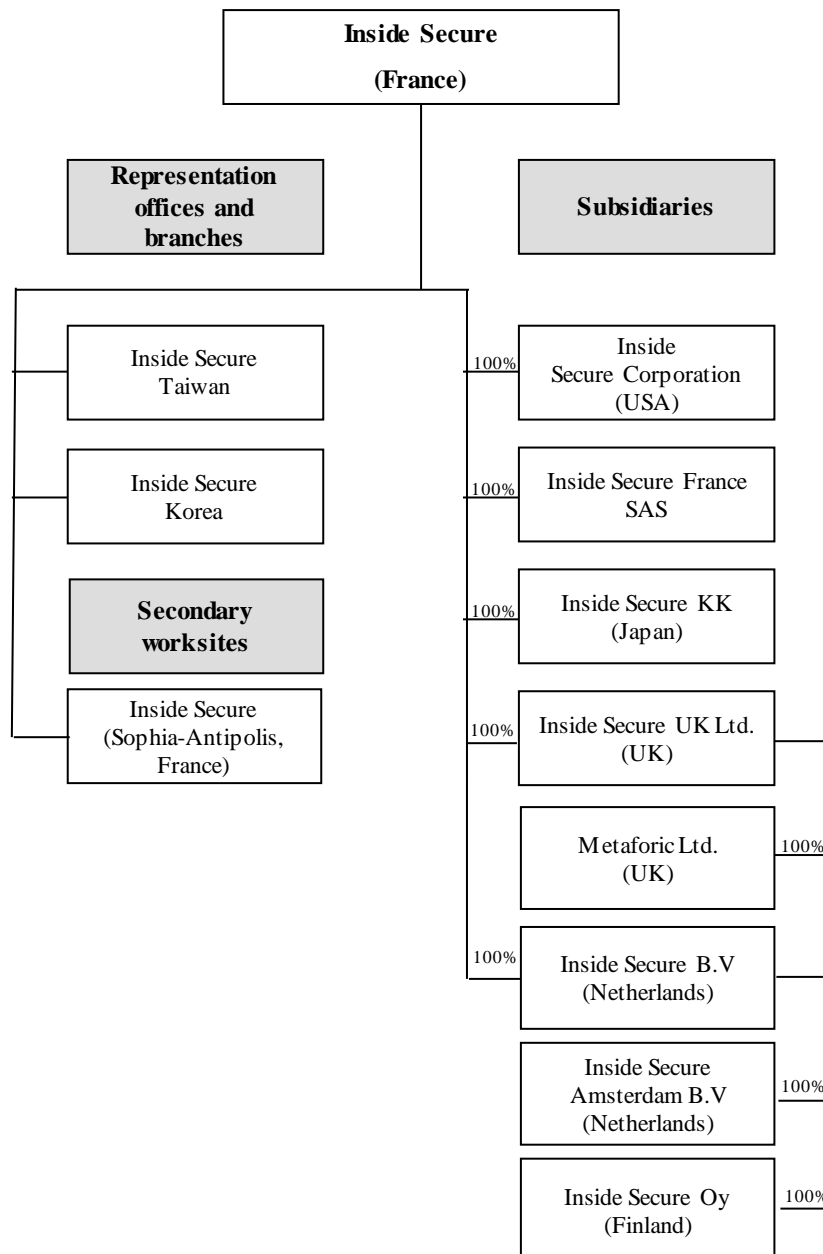 Inside Secure
(France)
Representation
offices and
branches
Subsidiaries
Inside Secure
Taiwan
100%
Inside
Secure Corporation
(USA)
Inside Secure
Korea
100%
Inside Secure France
SAS
Secondary
worksites
100%
Inside Secure KK
(Japan)
Inside Secure
(Sophia-Antipolis,
France)
100%
Inside Secure UK Ltd.
(UK)
Metaforic Ltd.
(UK)
100%
100%
Inside Secure B.V
(Netherlands)
Inside Secure
Amsterdam B.V
(Netherlands)
100%
Inside Secure Oy
(Finland)
100%